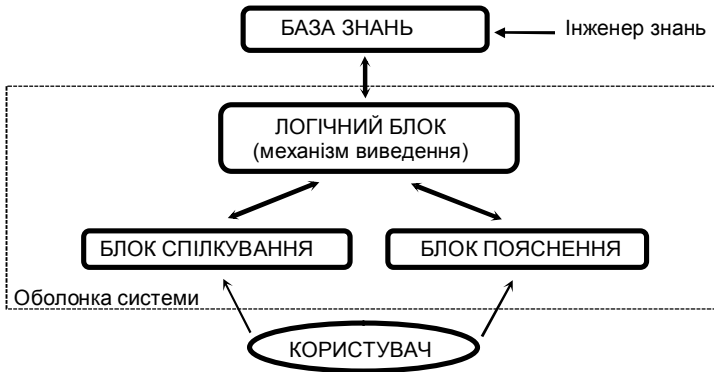 БАЗА ЗНАНЬ
Інженер знань
ЛОГІЧНИЙ БЛОК
(механізм виведення)
БЛОК СПІЛКУВАННЯ
БЛОК ПОЯСНЕННЯ
Оболонка системи
КОРИСТУВАЧ